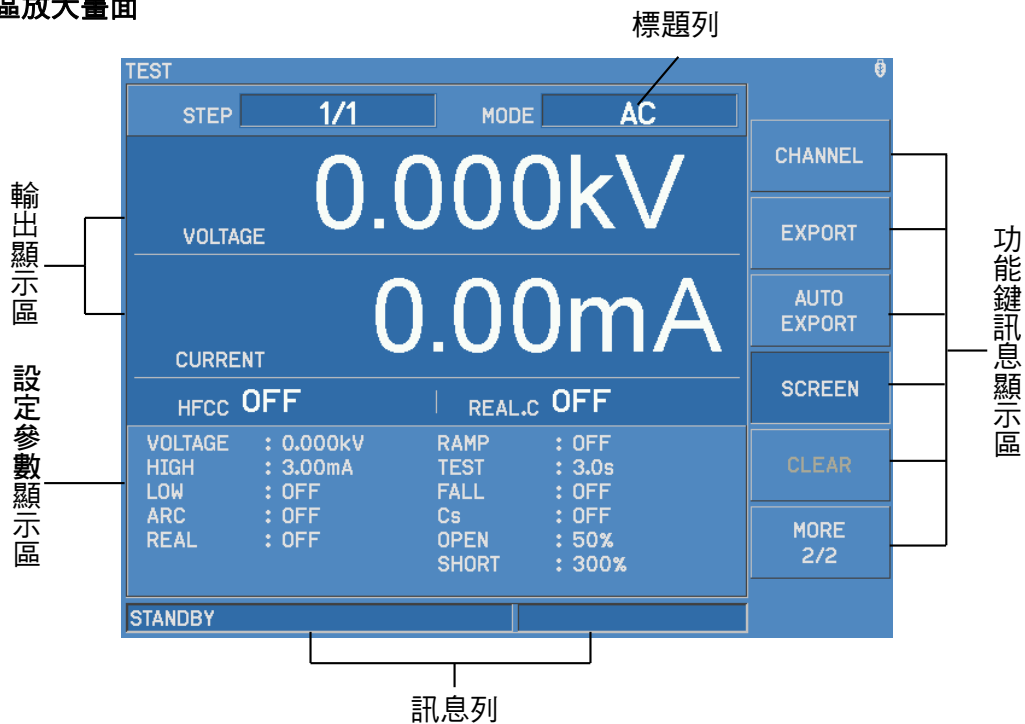 區放大畫面
標題列
TEST
STEP 1/1 MODE AC
0.000kV
VOLTAGE
0.00mA
CURRENT
HFCC OFF REAL.C OFF
VOLTAGE : 0.000kV RAMP : OFF
HIGH : 3.00mA TEST : 3.0s
LOW : OFF FALL : OFF
ARC : OFF Cs : OFF
REAL : OFF OPEN : 50%
SHORT : 300%
STANDBY
CHANNEL
EXPORT
AUTO
EXPORT
SCREEN
CLEAR
MORE
2/2
輸出顯示區
設定參數顯示區
功能鍵訊息顯示區
訊息列